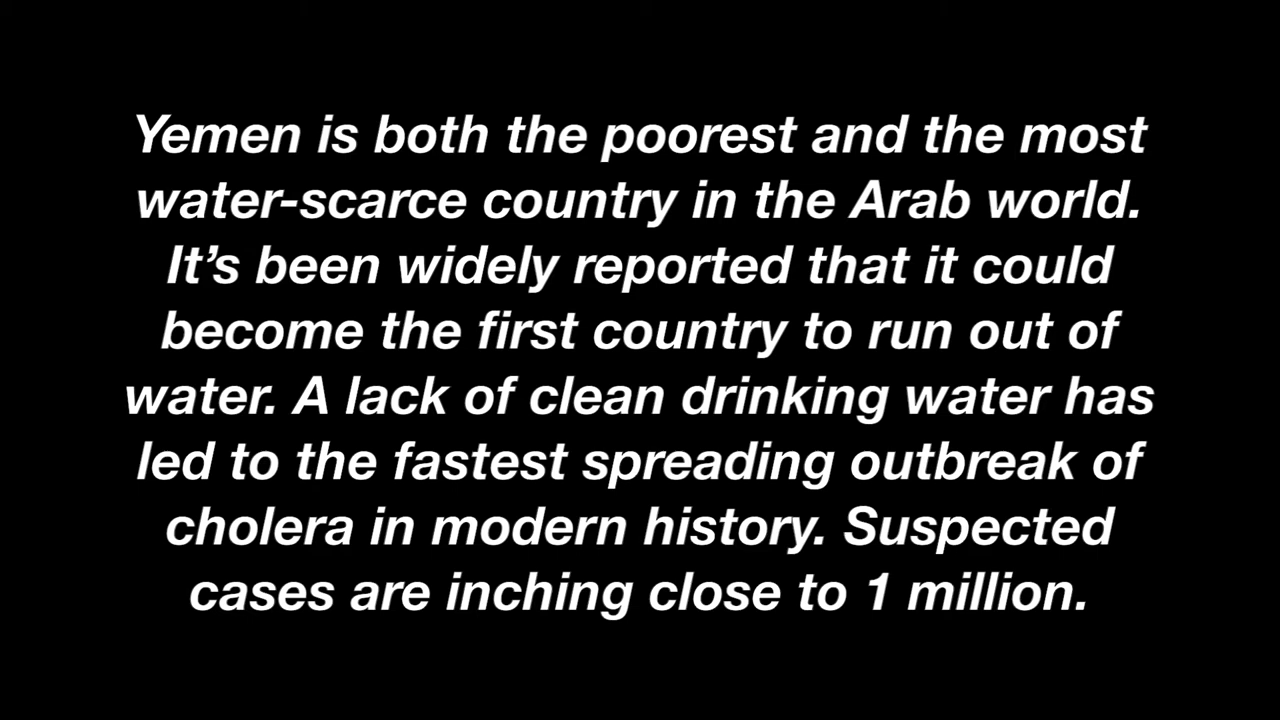 Yemen is both the poorest and the most
water-scarce country in the Arab world.
It’s been widely reported that it could
become the first country to run out of
water. A lack of clean drinking water has
led to the fastest spreading outbreak of
cholera in modern history. Suspected
cases are inching close to 1 million.